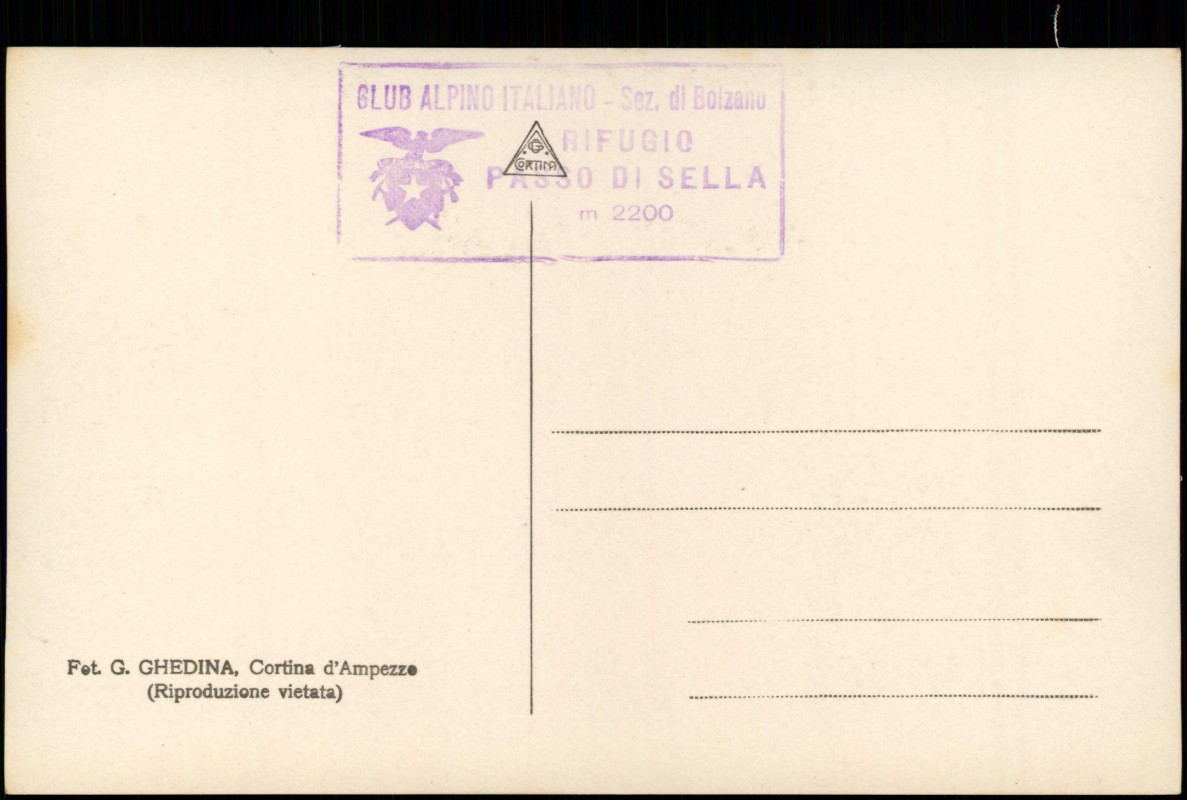 CLUB ALPINO ITALIANO - Sez. di Bolzano
RIFUGIO
PASSO DI SELLA
m 2200
G
CORTINA
Fot. G. GHEDINA, Cortina d'Ampezzo
(Riproduzione vietata)